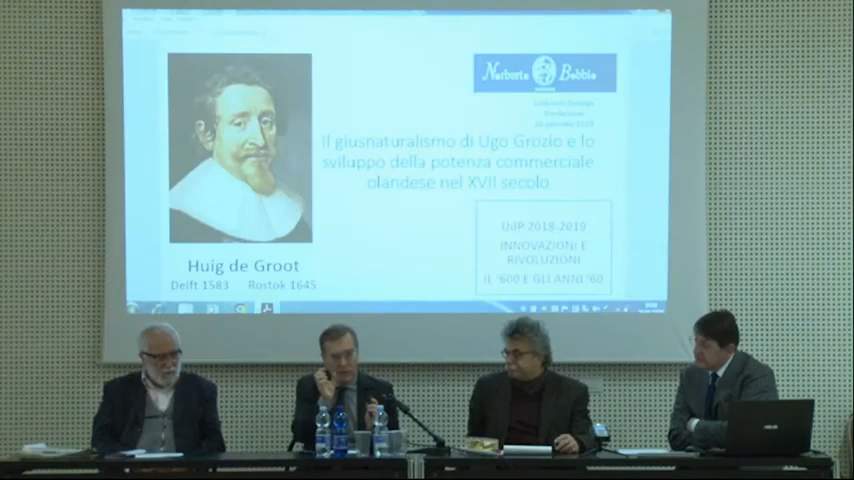 Norberto Bobbio
Il giusnaturalismo di Ugo Grozio e lo
sviluppo della potenza commerciale
olandese nel XVII secolo
UdP 2018-2019
INNOVAZIONI E
RIVOLUZIONI
IL '600 E GLI ANNI '60
Huig de Groot
Delft 1583 Rostok 1645
ASUS